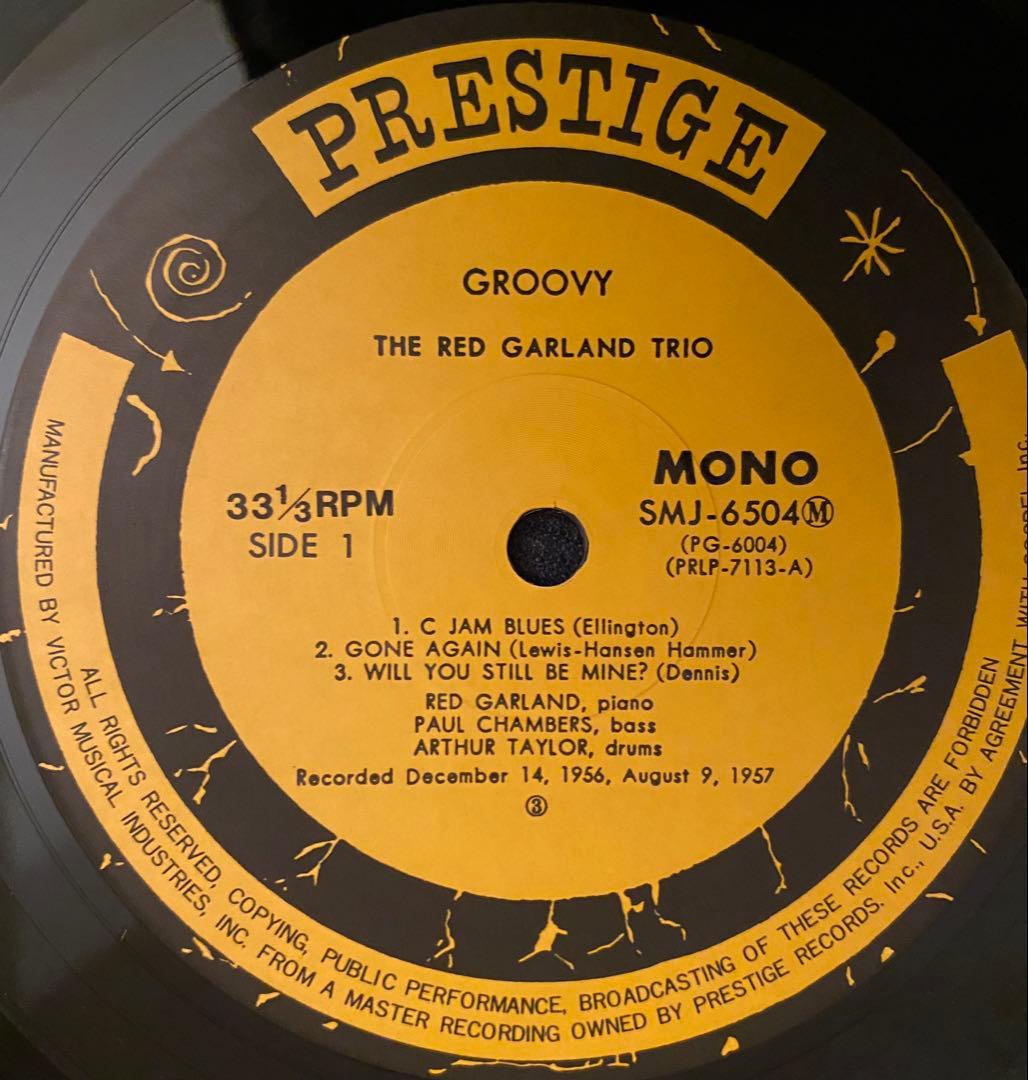 PRESTIGE
GROOVY
THE RED GARLAND TRIO
33⅓RPM
SIDE 1
MONO
SMJ-6504Ⓜ
(PG-6004)
(PRLP-7113-A)
1. C JAM BLUES (Ellington)
2. GONE AGAIN (Lewis-Hansen Hammer)
3. WILL YOU STILL BE MINE? (Dennis)
RED GARLAND, piano
PAUL CHAMBERS, bass
ARTHUR TAYLOR, drums
Recorded December 14, 1956, August 9, 1957
③
ALL RIGHTS RESERVED, COPYING, PUBLIC PERFORMANCE, BROADCASTING OF THESE RECORDS ARE FORBIDDEN
MANUFACTURED BY VICTOR MUSICAL INDUSTRIES, INC. FROM A MASTER RECORDING OWNED BY PRESTIGE RECORDS. Inc., U.S.A. BY AGREEMENT WITH Inc.